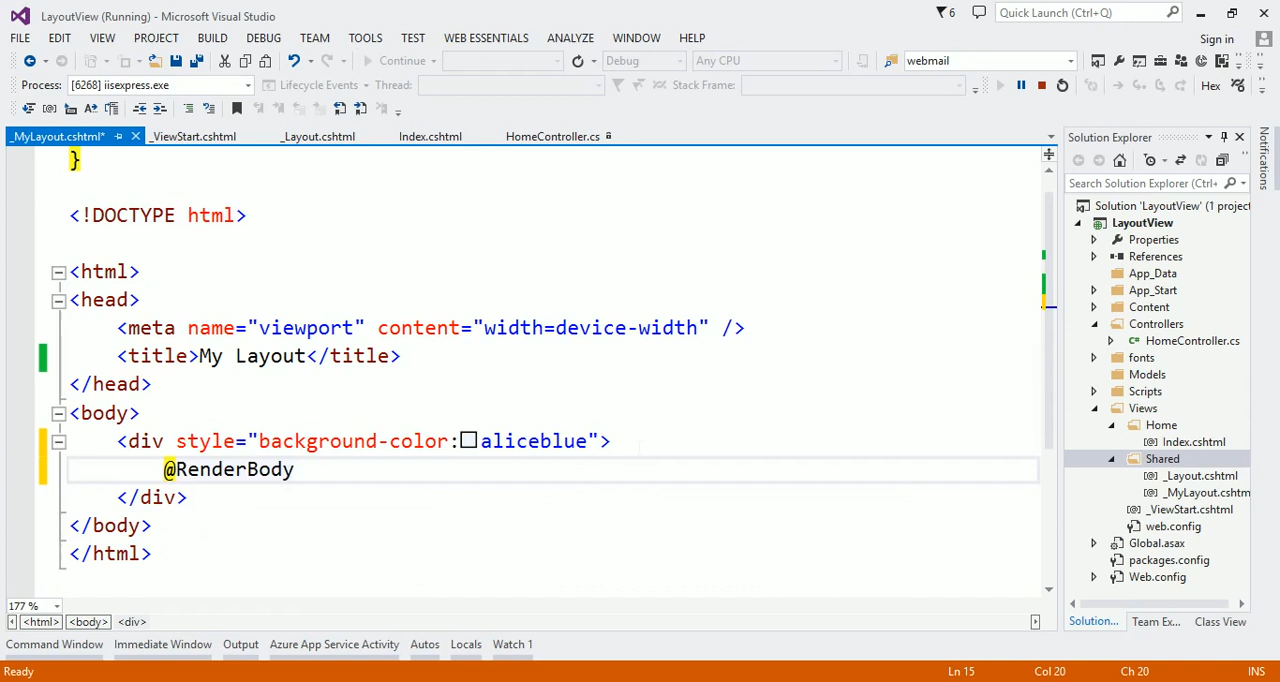 LayoutView (Running) - Microsoft Visual Studio
6
Quick Launch (Ctrl+Q)
FILE EDIT VIEW PROJECT BUILD DEBUG TEAM TOOLS TEST WEB ESSENTIALS ANALYZE WINDOW HELP
Sign in
Continue Debug Any CPU webmail
Process: [6268] iisexpress.exe Lifecycle Events Thread: Stack Frame: Hex
_MyLayout.cshtml* _ViewStart.cshtml _Layout.cshtml Index.cshtml HomeController.cs
}
<!DOCTYPE html>
<html>
<head>
<meta name="viewport" content="width=device-width" />
<title>My Layout</title>
</head>
<body>
<div style="background-color:aliceblue">
@RenderBody
</div>
</body>
</html>
177 %
<html> <body> <div>
Solution Explorer
Search Solution Explorer (Ctrl+
Solution 'LayoutView' (1 project
LayoutView
Properties
References
App_Data
App_Start
Content
Controllers
HomeController.cs
fonts
Models
Scripts
Views
Home
Index.cshtml
Shared
_Layout.cshtml
_MyLayout.cshtm
_ViewStart.cshtml
web.config
Global.asax
packages.config
Web.config
Solution... Team Ex... Class View
Notifications
Command Window Immediate Window Output Azure App Service Activity Autos Locals Watch 1
Ready Ln 15 Col 20 Ch 20 INS